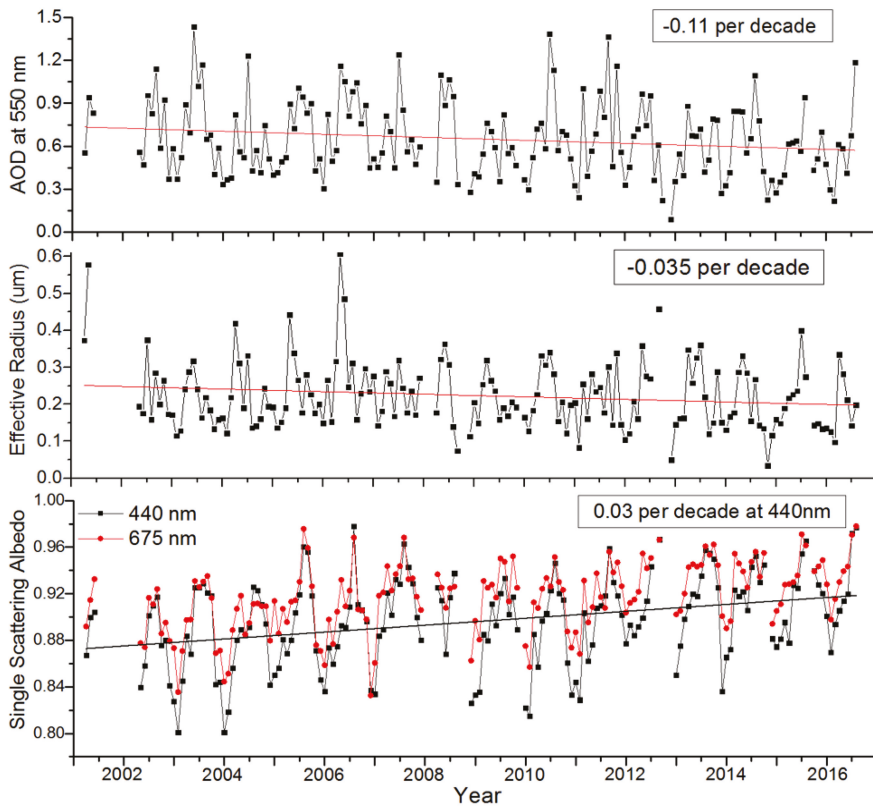 1.5
1.2
0.9
0.6
0.3
0.0
AOD at 550 nm
-0.11 per decade
0.6
0.5
0.4
0.3
0.2
0.1
0.0
Effective Radius (um)
-0.035 per decade
1.00
0.96
0.92
0.88
0.84
0.80
Single Scattering Albedo
440 nm
675 nm
0.03 per decade at 440nm
2002 2004 2006 2008 2010 2012 2014 2016
Year